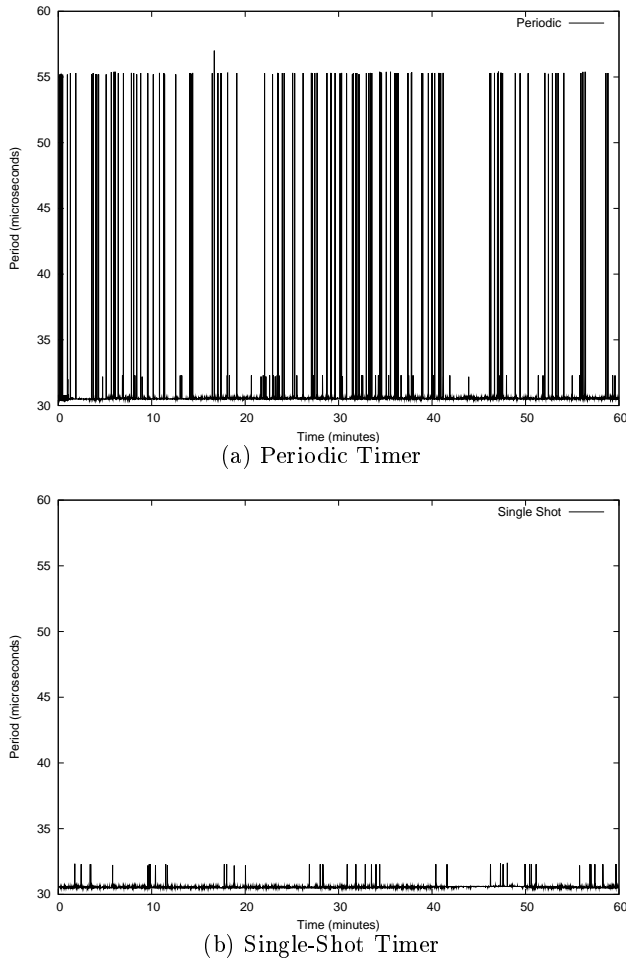 60
Periodic
55
50
45
Period (microseconds)
40
35
30
0 10 20 30 40 50 60
Time (minutes)
(a) Periodic Timer
60
Single Shot
55
50
45
Period (microseconds)
40
35
30
0 10 20 30 40 50 60
Time (minutes)
(b) Single-Shot Timer